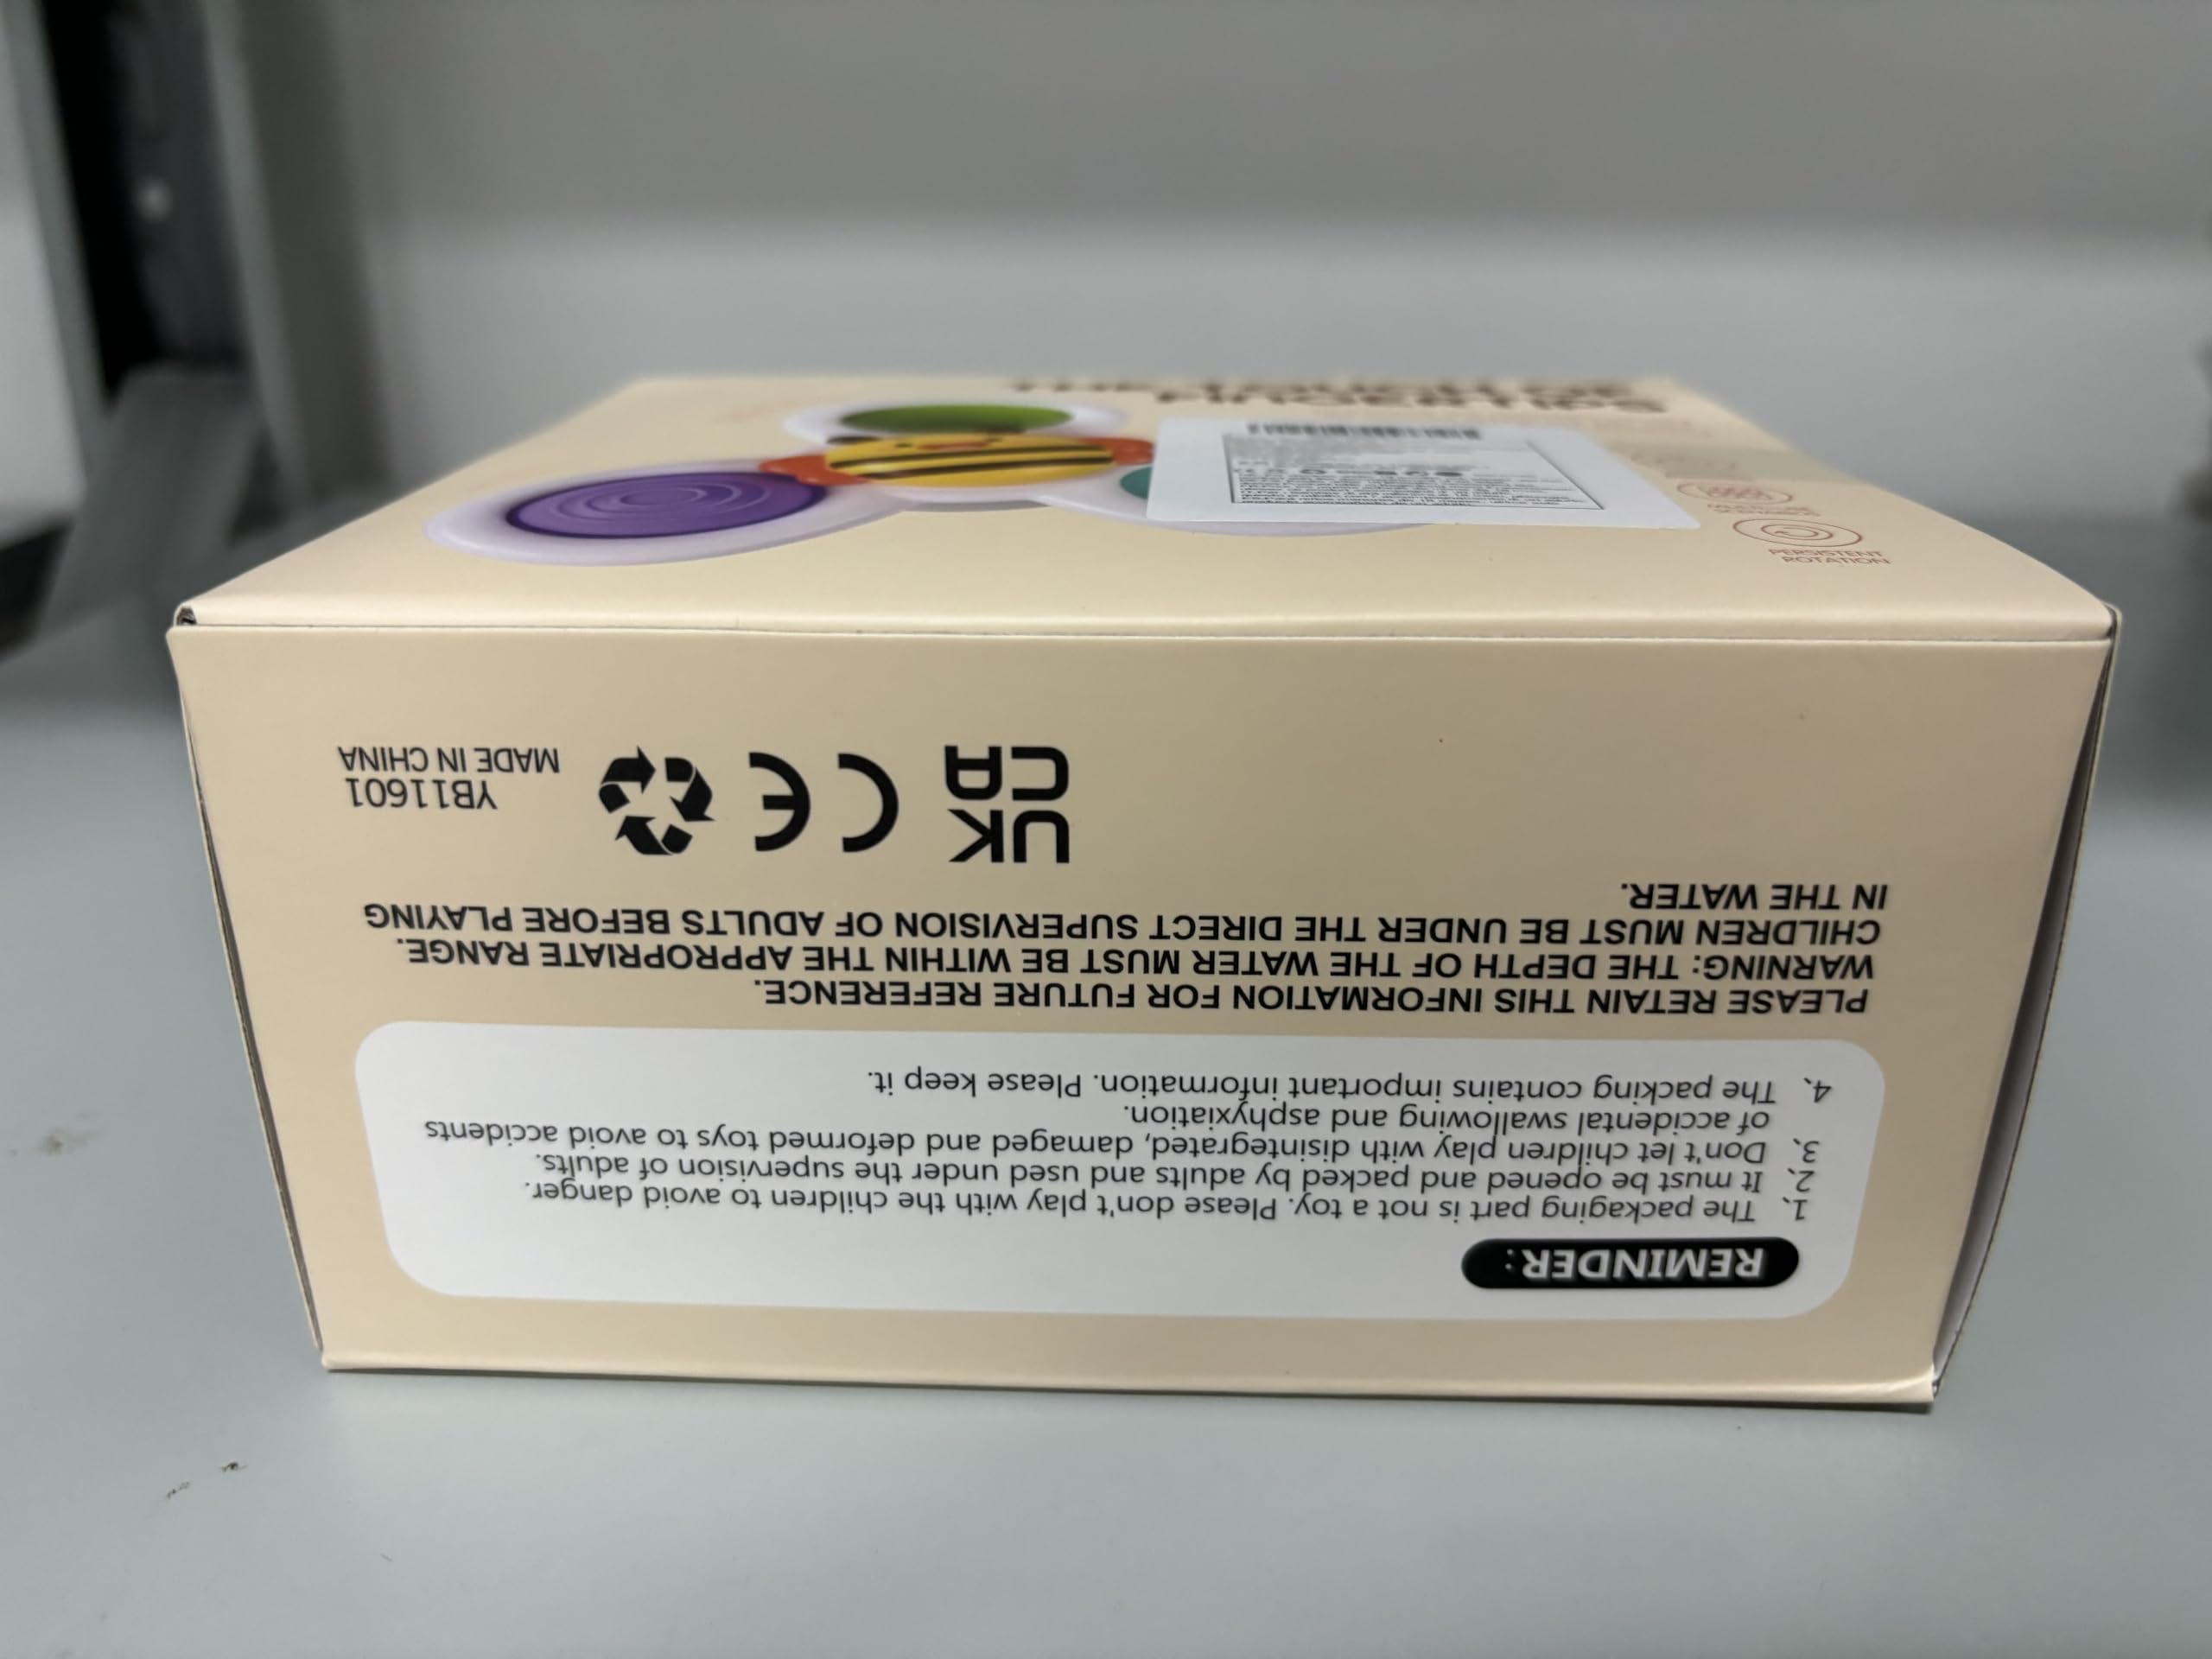 REMINDER:
1、The packaging part is not a toy. Please don't play with the children to avoid danger.
2、It must be opened and packed by adults and used under the supervision of adults.
3、Don't let children play with disintegrated, damaged and deformed toys to avoid accidents
of accidental swallowing and asphyxiation.
4、The packing contains important information. Please keep it.
PLEASE RETAIN THIS INFORMATION FOR FUTURE REFERENCE.
WARNING: THE DEPTH OF THE WATER MUST BE WITHIN THE APPROPRIATE RANGE.
CHILDREN MUST BE UNDER THE DIRECT SUPERVISION OF ADULTS BEFORE PLAYING
IN THE WATER.
UK
CA
CE
YB11601
MADE IN CHINA
PERSISTENT
ROTATION
FINGERTIPS